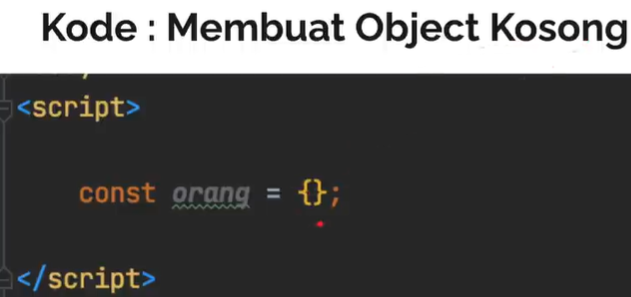 Kode : Membuat Object Kosong
<script>
const orang = {};
</script>